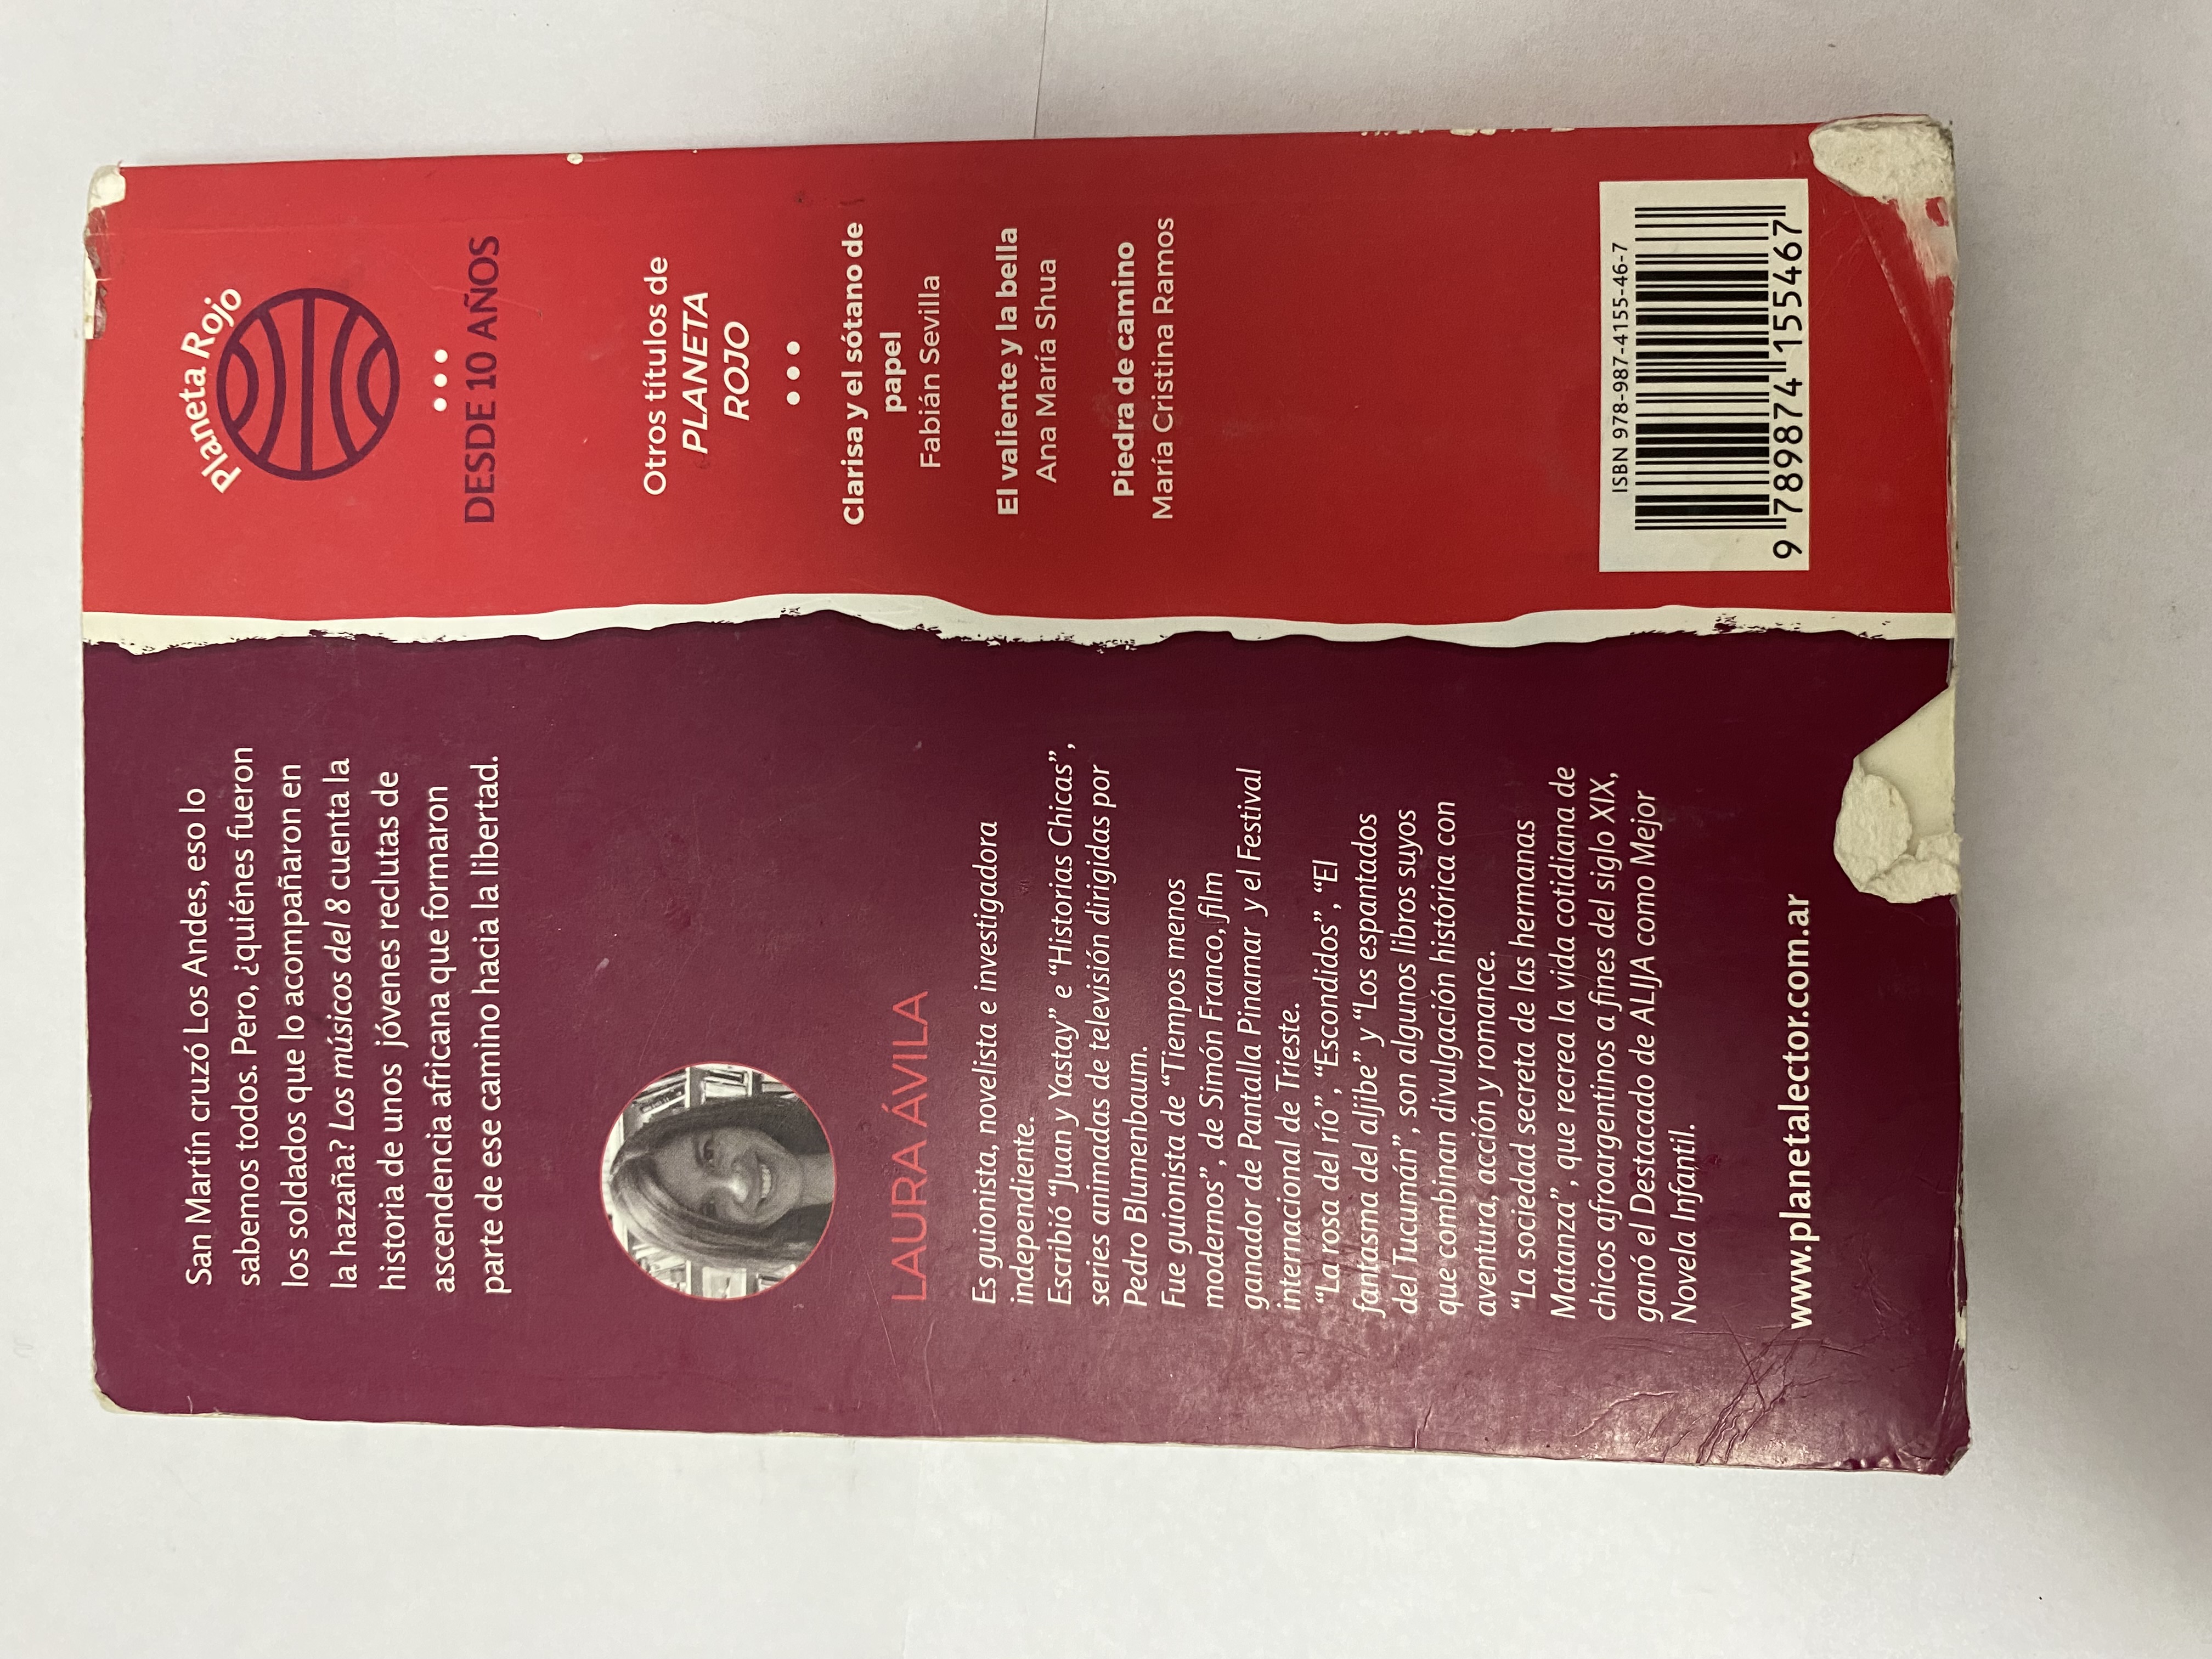 San Martín cruzó Los Andes, eso lo
sabemos todos. Pero, ¿quiénes fueron
los soldados que lo acompañaron en
la hazaña? Los músicos del 8 cuenta la
historia de unos jóvenes reclutas de
ascendencia africana que formaron
parte de ese camino hacia la libertad.
LAURA ÁVILA
Es guionista, novelista e investigadora
independiente.
Escribió “Juan y Yastay” e “Historias Chicas”,
series animadas de televisión dirigidas por
Pedro Blumenbaum.
Fue guionista de “Tiempos menos
modernos”, de Simón Franco, film
ganador de Pantalla Pinamar y el Festival
internacional de Trieste.
“La rosa del río”, “Escondidos”, “El
fantasma del aljibe” y “Los espantados
del Tucumán”, son algunos libros suyos
que combinan divulgación histórica con
aventura, acción y romance.
“La sociedad secreta de las hermanas
Matanza”, que recrea la vida cotidiana de
chicos afroargentinos a fines del siglo XIX,
ganó el Destacado de ALIJA como Mejor
Novela Infantil.
www.planetalector.com.ar
Planeta Rojo
DESDE 10 AÑOS
Otros títulos de
PLANETA
ROJO
Clarisa y el sótano de
papel
Fabián Sevilla
El valiente y la bella
Ana María Shua
Piedra de camino
María Cristina Ramos
ISBN 978-987-4155-46-7
9 789874 155467